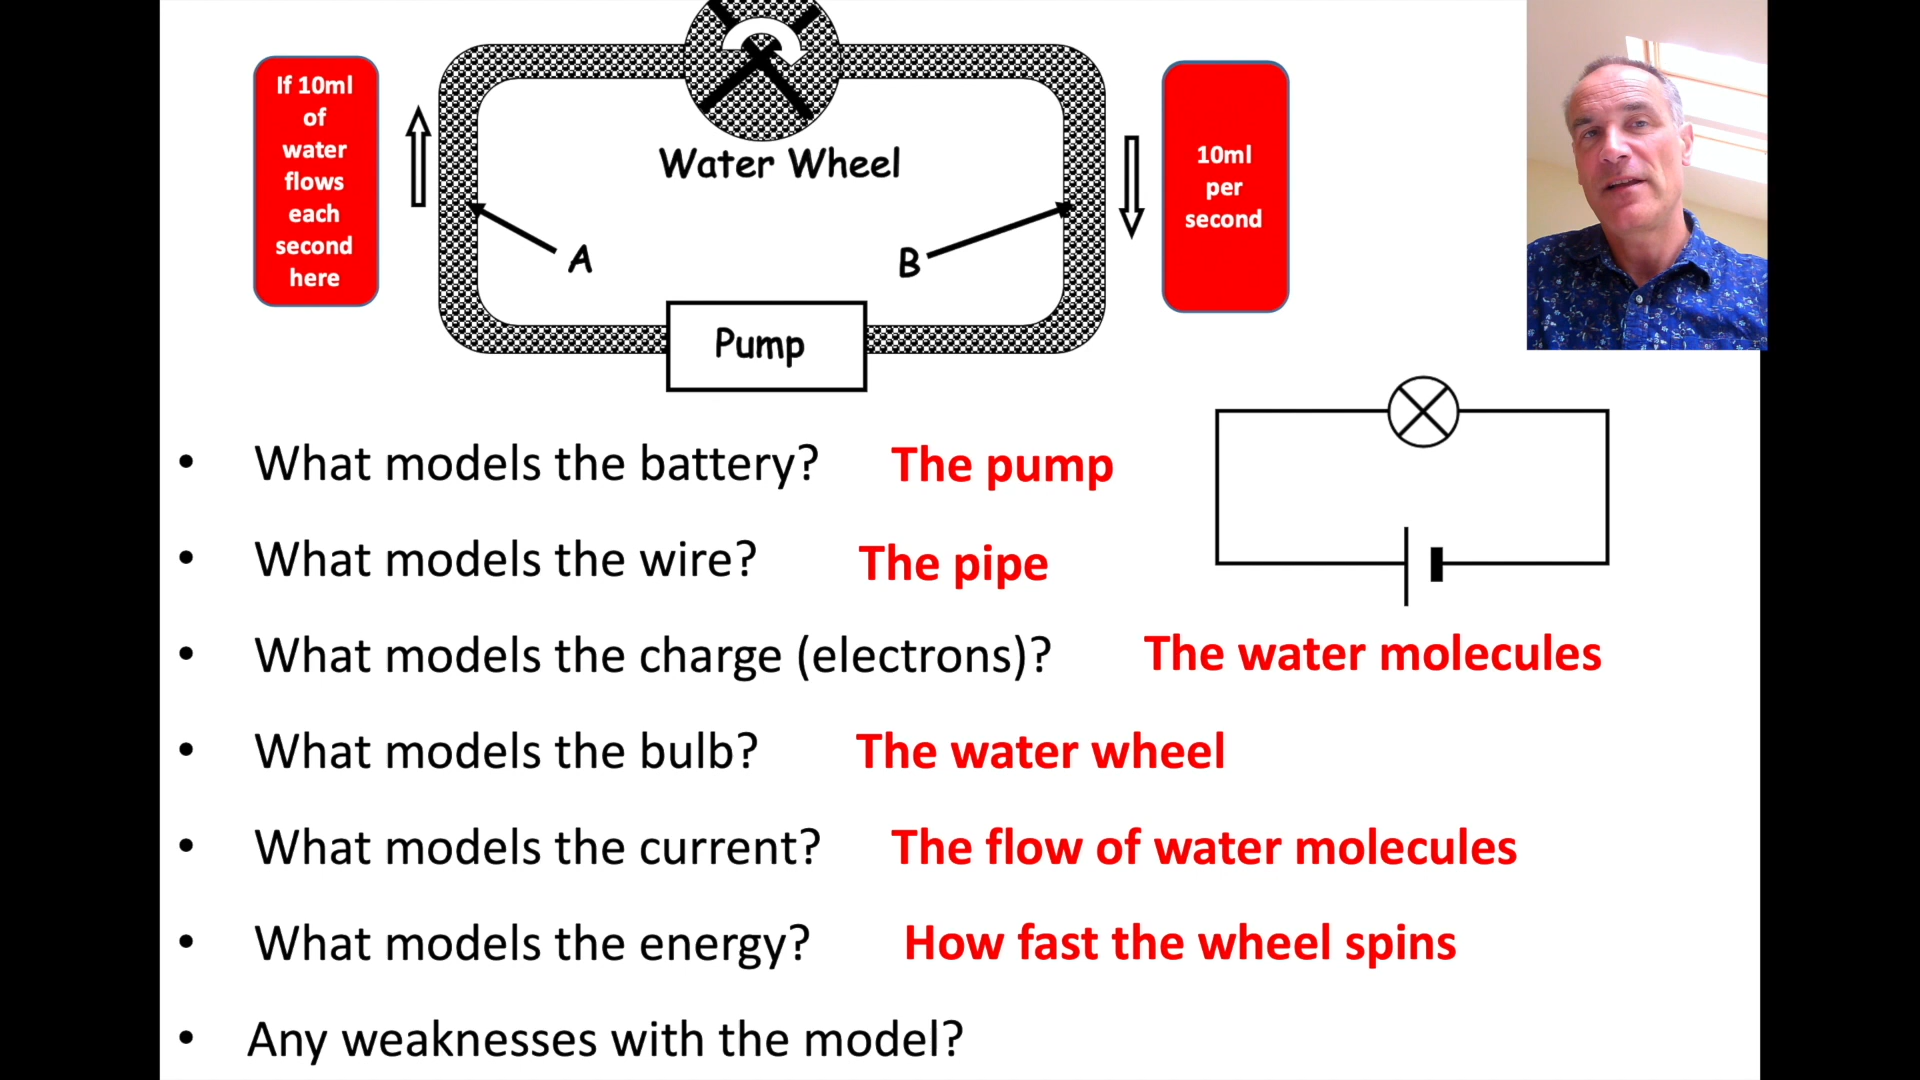 If 10ml
of
water
flows
each
second
here
Water Wheel
A
B
Pump
10ml
per
second
• What models the battery? The pump
• What models the wire? The pipe
• What models the charge (electrons)? The water molecules
• What models the bulb? The water wheel
• What models the current? The flow of water molecules
• What models the energy? How fast the wheel spins
• Any weaknesses with the model?